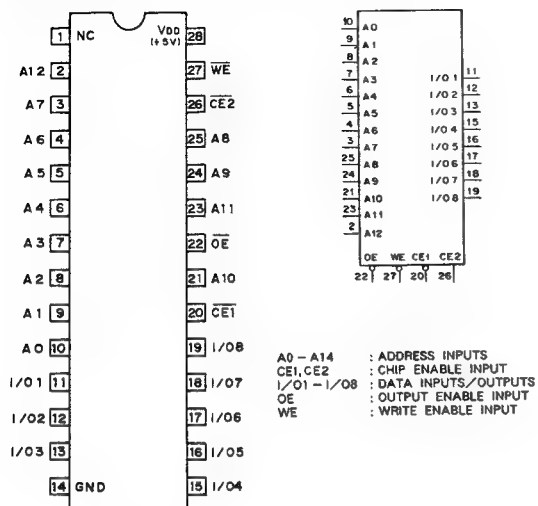 1 NC VDD (+5V) 28
A12 2 27 W̅E̅
A7 3 26 C̅E̅2̅
A6 4 25 A8
A5 5 24 A9
A4 6 23 A11
A3 7 22 O̅E̅
A2 8 21 A10
A1 9 20 C̅E̅1̅
A0 10 19 I/O8
I/O1 11 18 I/O7
I/O2 12 17 I/O6
I/O3 13 16 I/O5
14 GND 15 I/O4
10 A0
9 A1
8 A2
7 A3 I/O1 11
6 A4 I/O2 12
5 A5 I/O3 13
4 A6 I/O4 15
3 A7 I/O5 16
25 A8 I/O6 17
24 A9 I/O7 18
21 A10 I/O8 19
23 A11
2 A12
OE WE CE1 CE2
22 27 20 26
A0 - A14 : ADDRESS INPUTS
CE1,CE2 : CHIP ENABLE INPUT
I/O1 - I/O8 : DATA INPUTS/OUTPUTS
OE : OUTPUT ENABLE INPUT
WE : WRITE ENABLE INPUT